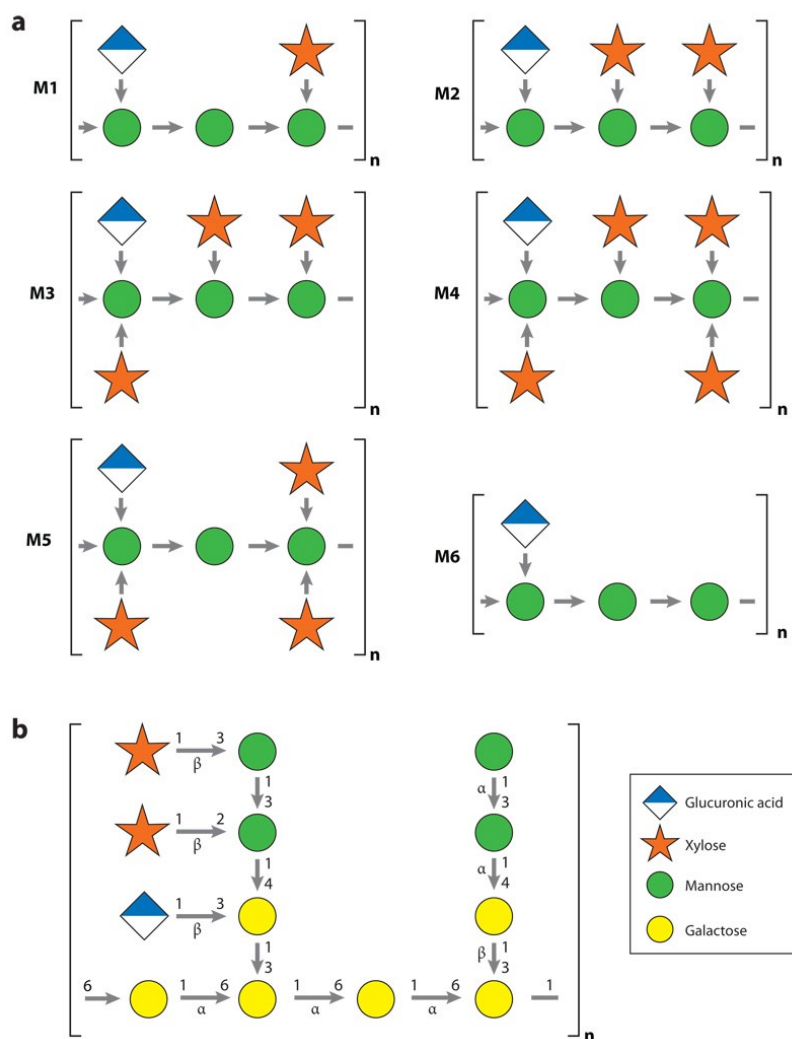 a
M1
n
M2
n
M3
n
M4
n
M5
n
M6
n
b
1 3
β
1
3
α 1
3
1 2
β
1
4
α 1
4
1 3
β
1
3
β 1
3
6 1 6 1 6 1 6 1
α α α
n
Glucuronic acid
Xylose
Mannose
Galactose